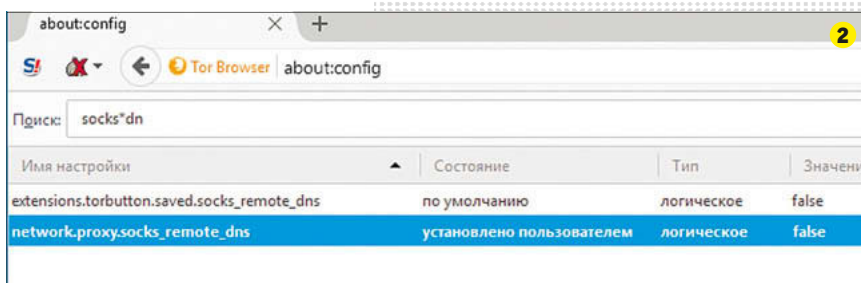 about:config × +
2
S! Tor Browser about:config
Поиск: socks*dn
Имя настройки Состояние Тип Значени
extensions.torbutton.saved.socks_remote_dns по умолчанию логическое false
network.proxy.socks_remote_dns установлено пользователем логическое false